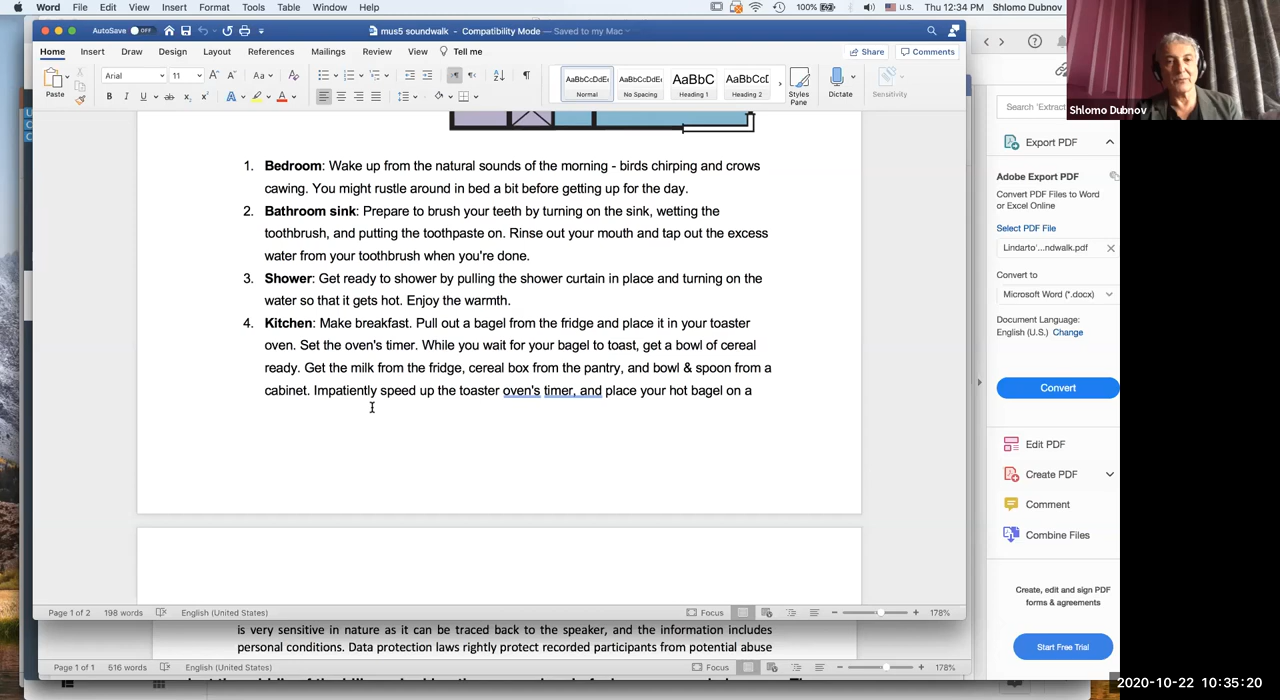 Word File Edit View Insert Format Tools Table Window Help 100% U.S. Thu 12:34 PM Shlomo Dubnov
AutoSave OFF mus5 soundwalk - Compatibility Mode — Saved to my Mac
Home Insert Draw Design Layout References Mailings Review View Tell me Share Comments
Paste Arial 11 AaBbCcDdE Normal AaBbCcDdE No Spacing AaBbC Heading 1 AaBbCcD Heading 2 Styles Pane Dictate Sensitivity
Shlomo Dubnov
1. Bedroom: Wake up from the natural sounds of the morning - birds chirping and crows
cawing. You might rustle around in bed a bit before getting up for the day.
2. Bathroom sink: Prepare to brush your teeth by turning on the sink, wetting the
toothbrush, and putting the toothpaste on. Rinse out your mouth and tap out the excess
water from your toothbrush when you're done.
3. Shower: Get ready to shower by pulling the shower curtain in place and turning on the
water so that it gets hot. Enjoy the warmth.
4. Kitchen: Make breakfast. Pull out a bagel from the fridge and place it in your toaster
oven. Set the oven's timer. While you wait for your bagel to toast, get a bowl of cereal
ready. Get the milk from the fridge, cereal box from the pantry, and bowl & spoon from a
cabinet. Impatiently speed up the toaster oven's timer, and place your hot bagel on a
Page 1 of 2 198 words English (United States) Focus 178%
is very sensitive in nature as it can be traced back to the speaker, and the information includes
personal conditions. Data protection laws rightly protect recorded participants from potential abuse
Page 1 of 1 516 words English (United States) Focus 178%
Search 'Extract
Export PDF
Adobe Export PDF
Convert PDF Files to Word
or Excel Online
Select PDF File
Lindarto'...ndwalk.pdf
Convert to
Microsoft Word (*.docx)
Document Language:
English (U.S.) Change
Convert
Edit PDF
Create PDF
Comment
Combine Files
Create, edit and sign PDF
forms & agreements
Start Free Trial
2020-10-22 10:35:20